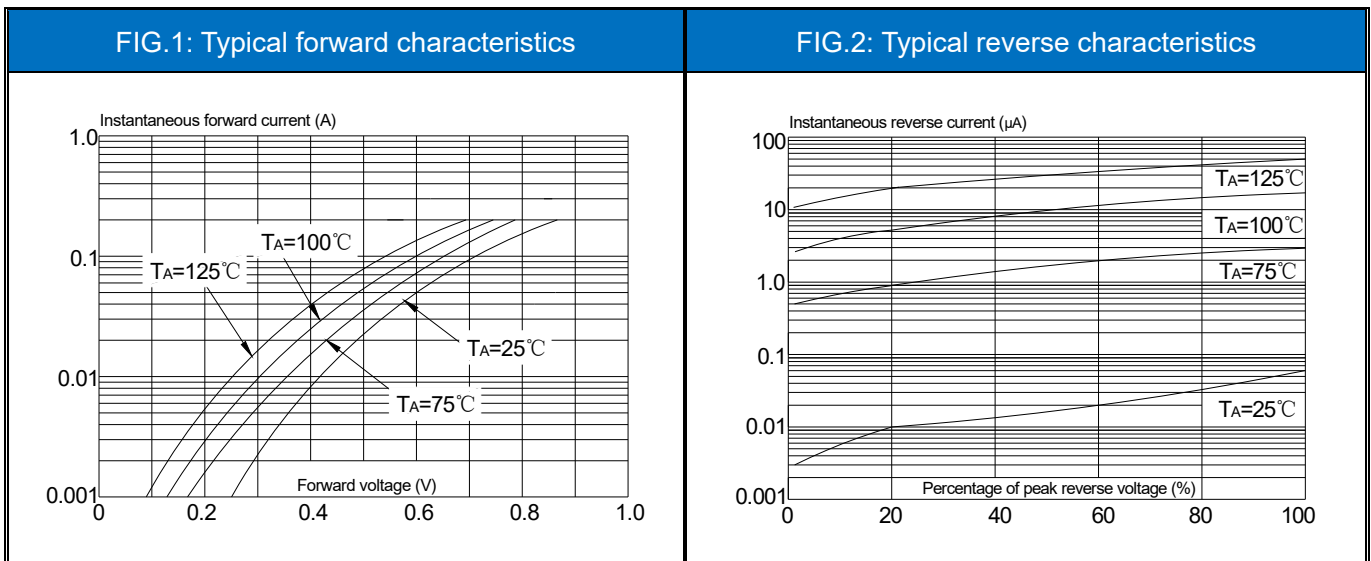 FIG.1: Typical forward characteristics
FIG.2: Typical reverse characteristics
Instantaneous forward current (A)
1.0
0.1
0.01
0.001
TA=100℃
TA=125℃
TA=25℃
TA=75℃
Forward voltage (V)
0 0.2 0.4 0.6 0.8 1.0
Instantaneous reverse current (μA)
100
10
1.0
0.1
0.01
0.001
TA=125℃
TA=100℃
TA=75℃
TA=25℃
Percentage of peak reverse voltage (%)
0 20 40 60 80 100